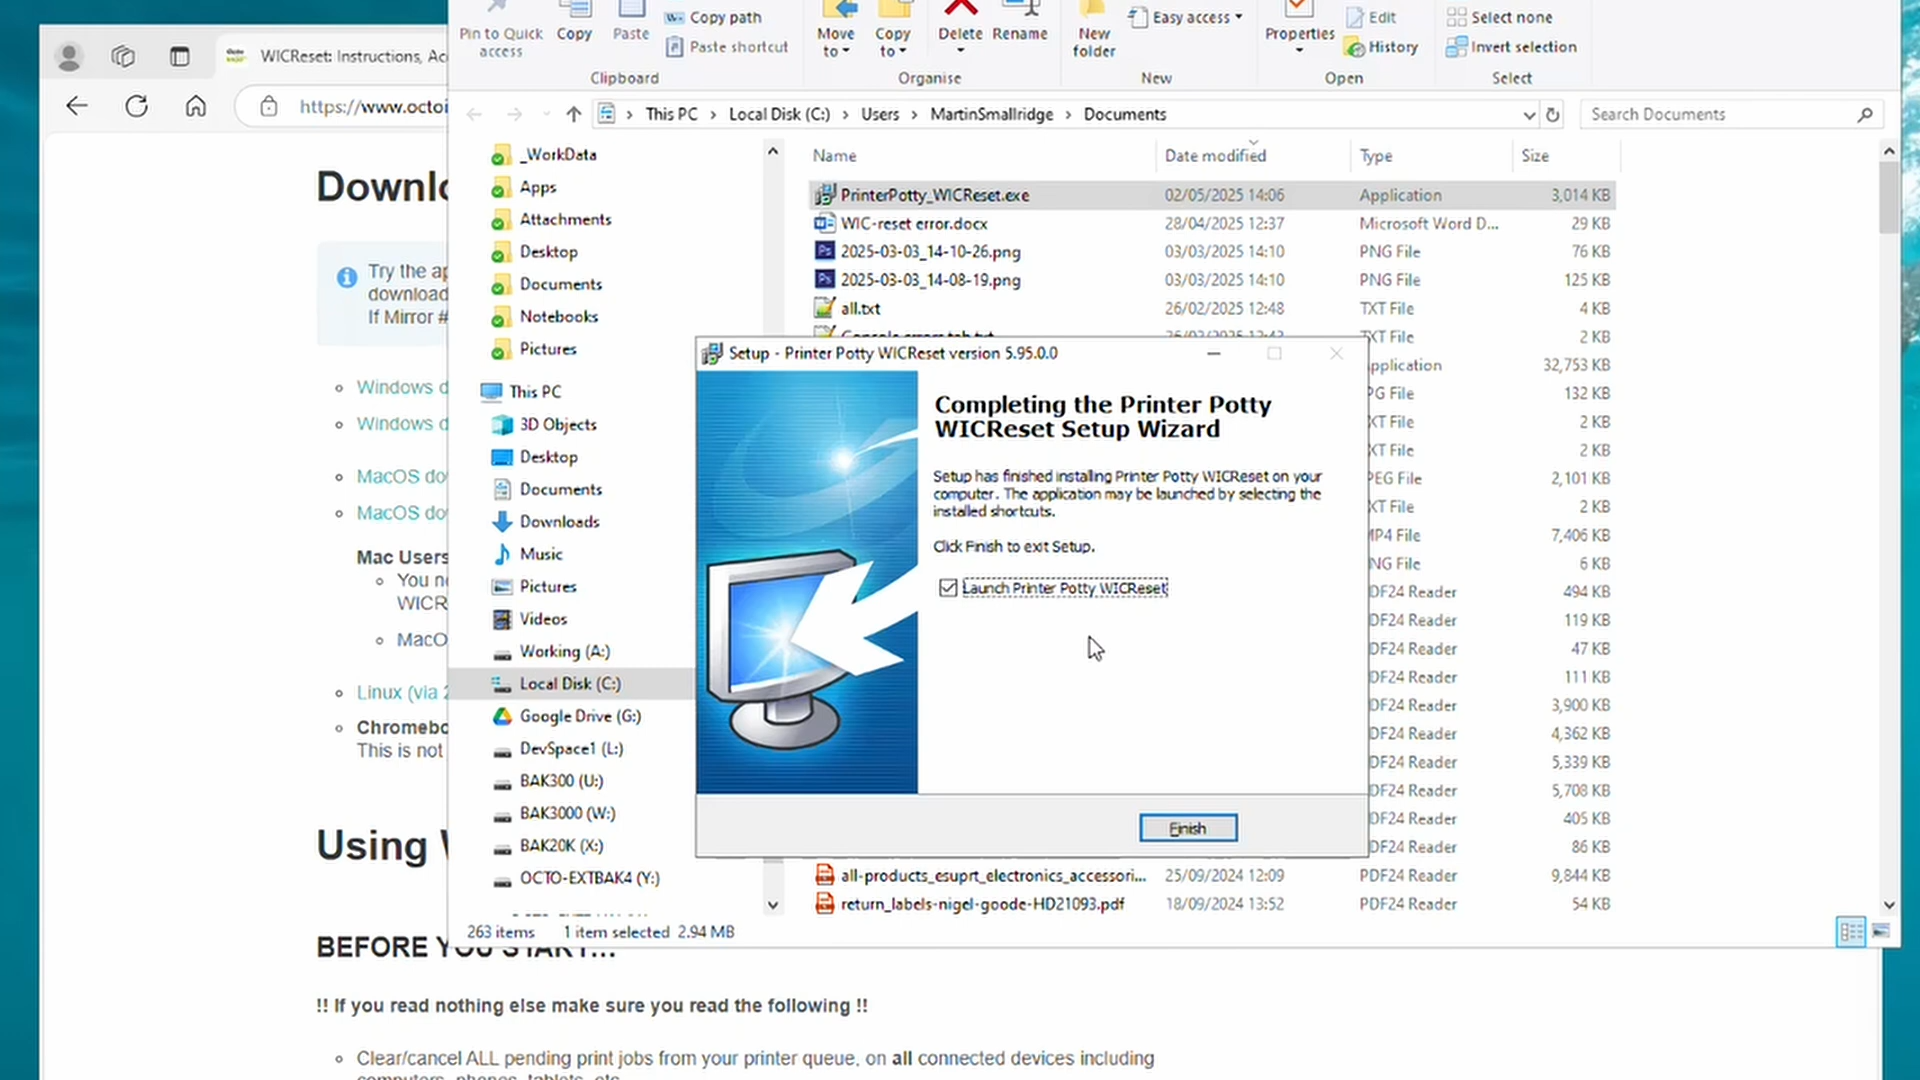 Pin to Quick
access
Copy
Paste
Copy path
Paste shortcut
Clipboard
Move
to
Copy
to
Delete
Rename
Organise
New
folder
Easy access
New
Properties
Edit
History
Open
Select none
Invert selection
Select
WICReset: Instructions, Ac
https://www.octoi
This PC
Local Disk (C:)
Users
MartinSmallridge
Documents
Search Documents
Downlo
Try the ap
download
If Mirror #
Windows d
Windows d
MacOS do
MacOS do
Mac Users
You ne
WICR
MacO
Linux (via 2
Chromebo
This is not
Using W
BEFORE YOU START...
!! If you read nothing else make sure you read the following !!
Clear/cancel ALL pending print jobs from your printer queue, on all connected devices including
computers, phones, tablets, etc
_WorkData
Apps
Attachments
Desktop
Documents
Notebooks
Pictures
This PC
3D Objects
Desktop
Documents
Downloads
Music
Pictures
Videos
Working (A:)
Local Disk (C:)
Google Drive (G:)
DevSpace1 (L:)
BAK300 (U:)
BAK3000 (W:)
BAK20K (X:)
OCTO-EXTBAK4 (Y:)
Name Date modified Type Size
PrinterPotty_WICReset.exe 02/05/2025 14:06 Application 3,014 KB
WIC-reset error.docx 28/04/2025 12:37 Microsoft Word D... 29 KB
2025-03-03_14-10-26.png 03/03/2025 14:10 PNG File 76 KB
2025-03-03_14-08-19.png 03/03/2025 14:10 PNG File 125 KB
all.txt 26/02/2025 12:48 TXT File 4 KB
Console errors tab.txt 26/02/2025 12:43 TXT File 2 KB
pplication 32,753 KB
PG File 132 KB
XT File 2 KB
XT File 2 KB
PEG File 2,101 KB
XT File 2 KB
MP4 File 7,406 KB
NG File 6 KB
DF24 Reader 494 KB
DF24 Reader 119 KB
DF24 Reader 47 KB
DF24 Reader 111 KB
DF24 Reader 3,900 KB
DF24 Reader 4,362 KB
DF24 Reader 5,339 KB
DF24 Reader 5,708 KB
DF24 Reader 405 KB
DF24 Reader 86 KB
all-products_esuprt_electronics_accessori... 25/09/2024 12:09 PDF24 Reader 9,844 KB
return_labels-nigel-goode-HD21093.pdf 18/09/2024 13:52 PDF24 Reader 54 KB
263 items 1 item selected 2.94 MB
Setup - Printer Potty WICReset version 5.95.0.0
Completing the Printer Potty
WICReset Setup Wizard
Setup has finished installing Printer Potty WICReset on your
computer. The application may be launched by selecting the
installed shortcuts.
Click Finish to exit Setup.
Launch Printer Potty WICReset
Finish